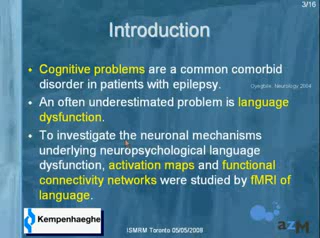 3/16
Introduction
• Cognitive problems are a common comorbid
disorder in patients with epilepsy.
Oyegbile, Neurology 2004
• An often underestimated problem is language
dysfunction.
• To investigate the neuronal mechanisms
underlying neuropsychological language
dysfunction, activation maps and functional
connectivity networks were studied by fMRI of
language.
Kempenhaeghe
ISMRM Toronto 05/05/2008
azM